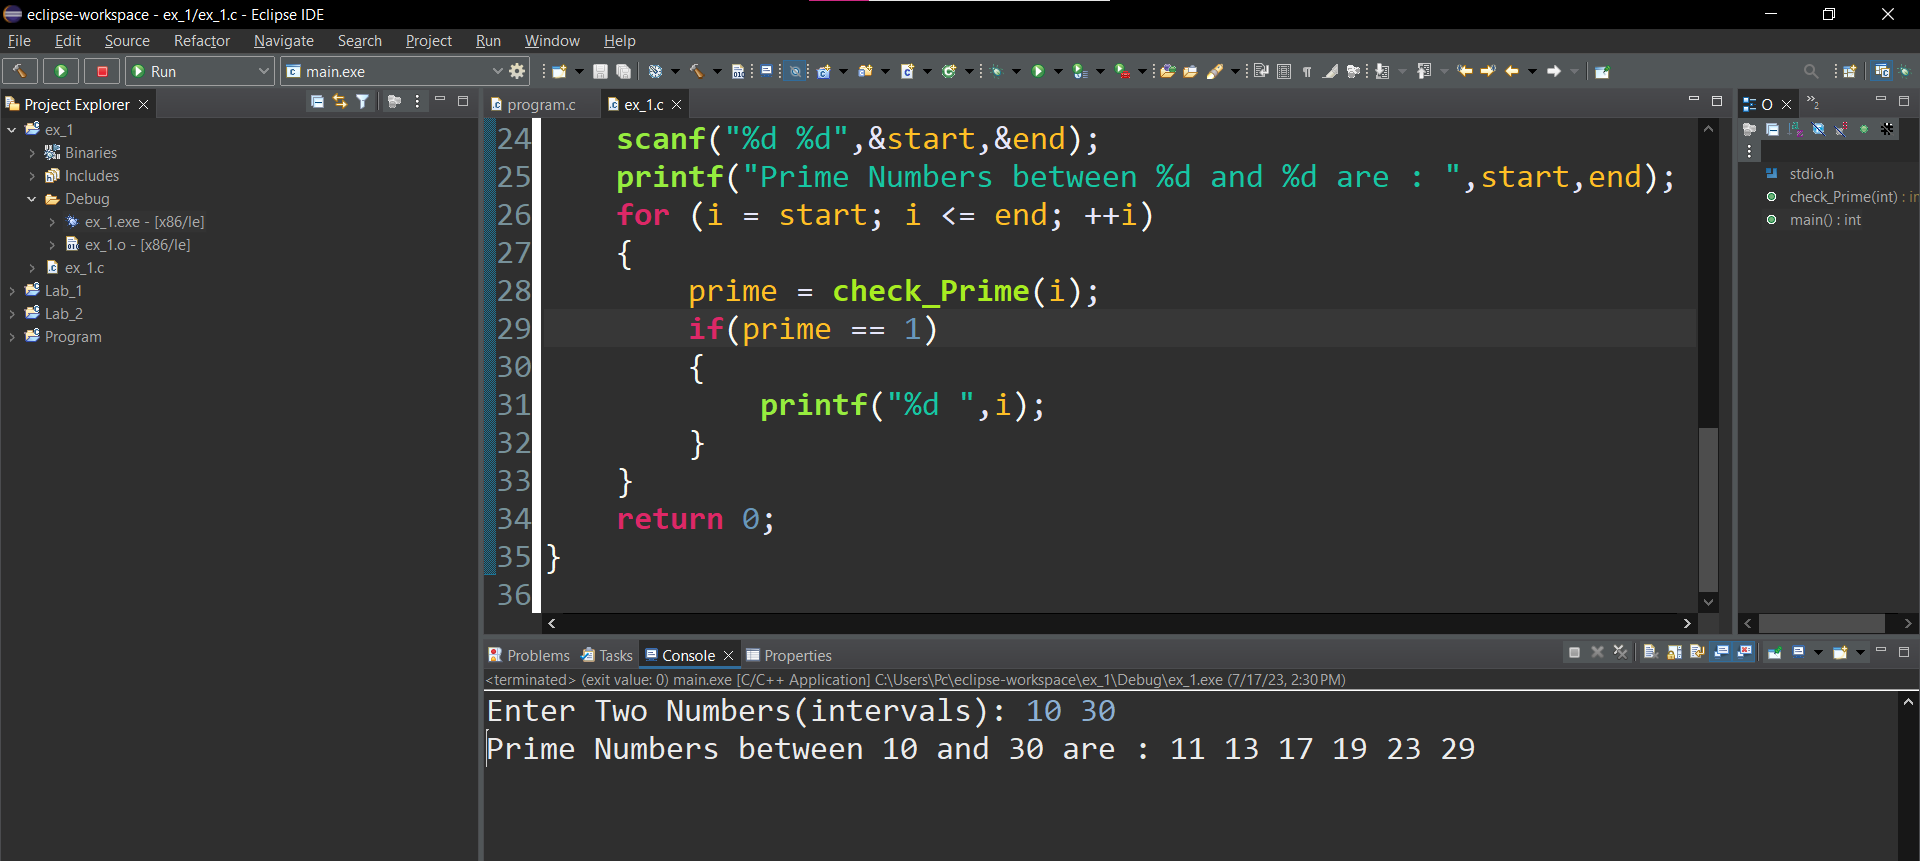 eclipse-workspace - ex_1/ex_1.c - Eclipse IDE
File Edit Source Refactor Navigate Search Project Run Window Help
Run
main.exe
Project Explorer
ex_1
Binaries
Includes
Debug
ex_1.exe - [x86/le]
ex_1.o - [x86/le]
ex_1.c
Lab_1
Lab_2
Program
program.c
ex_1.c
24 scanf("%d %d",&start,&end);
25 printf("Prime Numbers between %d and %d are : ",start,end);
26 for (i = start; i <= end; ++i)
27 {
28 prime = check_Prime(i);
29 if(prime == 1)
30 {
31 printf("%d ",i);
32 }
33 }
34 return 0;
35 }
36
O
»2
stdio.h
check_Prime(int) : in
main() : int
Problems Tasks Console Properties
<terminated> (exit value: 0) main.exe [C/C++ Application] C:\Users\Pc\eclipse-workspace\ex_1\Debug\ex_1.exe (7/17/23, 2:30 PM)
Enter Two Numbers(intervals): 10 30
Prime Numbers between 10 and 30 are : 11 13 17 19 23 29